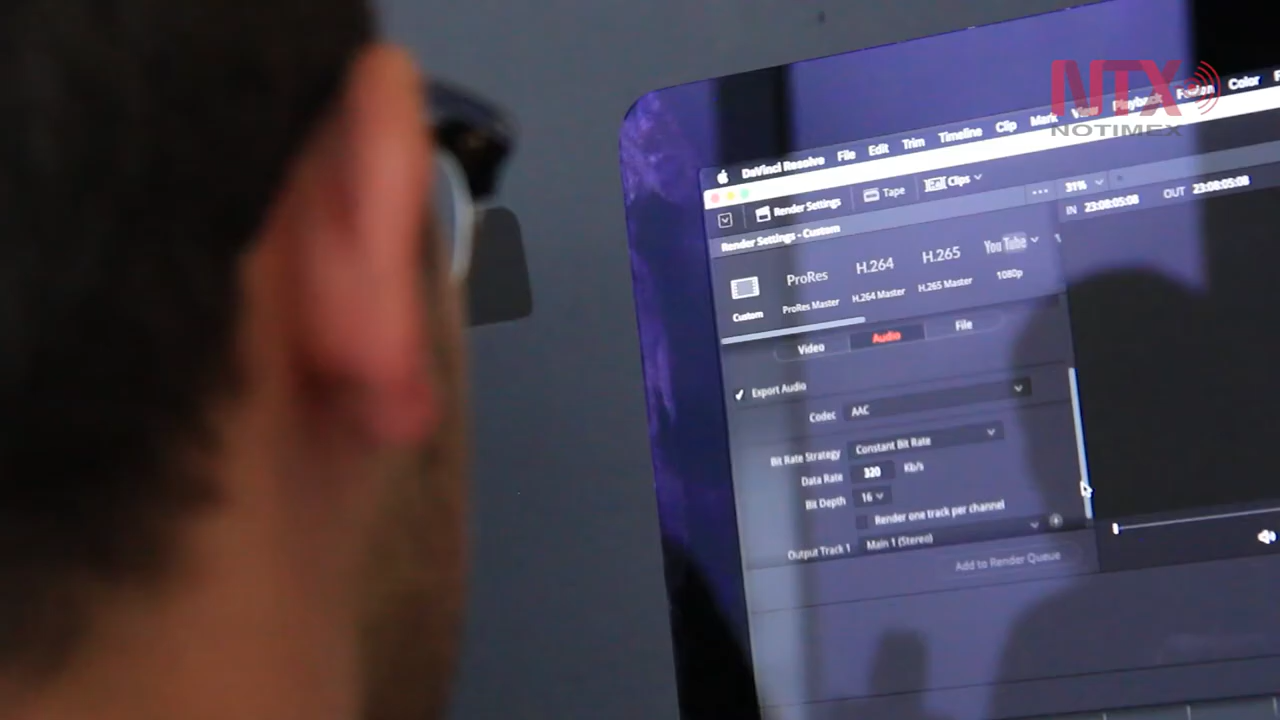 NTX
NOTIMEX
DaVinci Resolve File Edit Trim Timeline Clip Mark View Playback Fusion Color
Render Settings Tape Clips
Render Settings - Custom 31%
IN 23:08:05:08 OUT 23:08:05:08
ProRes H.264 H.265 YouTube
Custom ProRes Master H.264 Master H.265 Master 1080p
Video Audio File
Export Audio
Codec AAC
Bit Rate Strategy Constant Bit Rate
Data Rate 320 Kb/s
Bit Depth 16
Render one track per channel
Output Track 1 Main 1 (Stereo)
Add to Render Queue